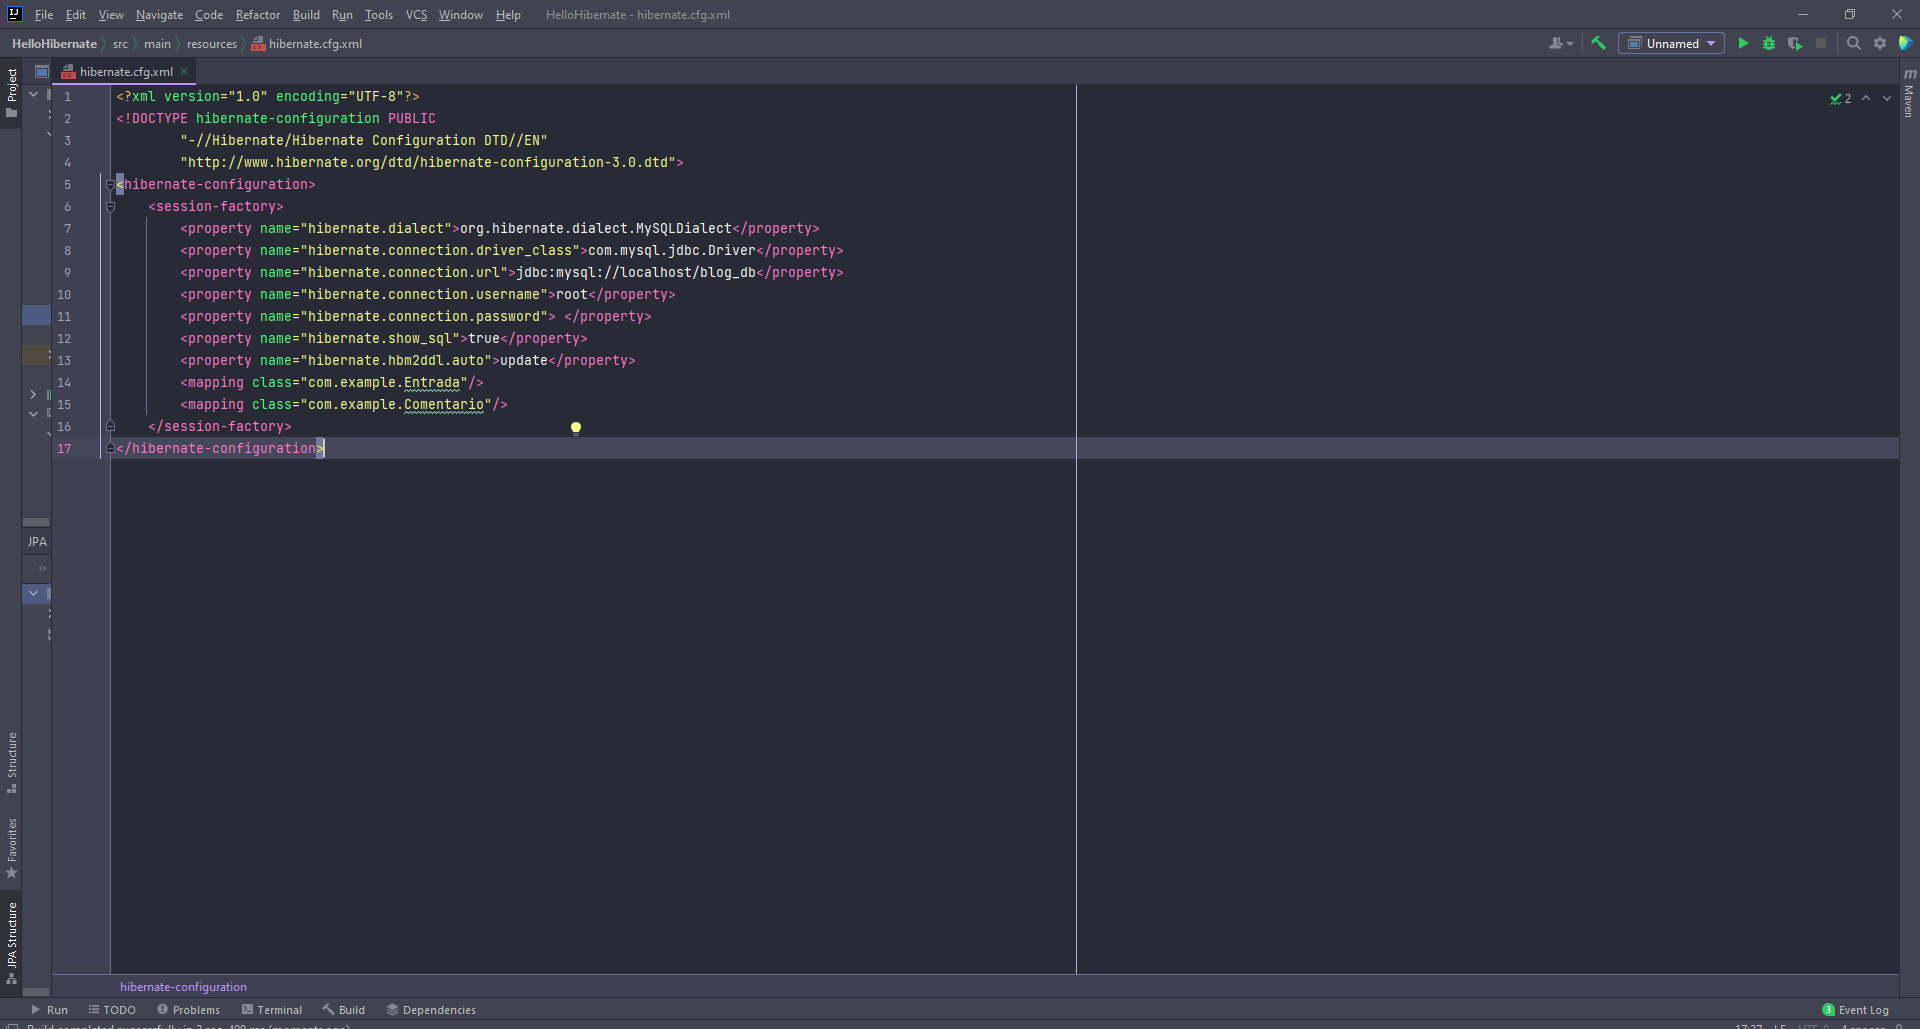 File Edit View Navigate Code Refactor Build Run Tools VCS Window Help HelloHibernate - hibernate.cfg.xml
HelloHibernate src main resources hibernate.cfg.xml Unnamed
Project
hibernate.cfg.xml
Maven
2
1 <?xml version="1.0" encoding="UTF-8"?>
2 <!DOCTYPE hibernate-configuration PUBLIC
3 "-//Hibernate/Hibernate Configuration DTD//EN"
4 "http://www.hibernate.org/dtd/hibernate-configuration-3.0.dtd">
5 <hibernate-configuration>
6 <session-factory>
7 <property name="hibernate.dialect">org.hibernate.dialect.MySQLDialect</property>
8 <property name="hibernate.connection.driver_class">com.mysql.jdbc.Driver</property>
9 <property name="hibernate.connection.url">jdbc:mysql://localhost/blog_db</property>
10 <property name="hibernate.connection.username">root</property>
11 <property name="hibernate.connection.password"> </property>
12 <property name="hibernate.show_sql">true</property>
13 <property name="hibernate.hbm2ddl.auto">update</property>
14 <mapping class="com.example.Entrada"/>
15 <mapping class="com.example.Comentario"/>
16 </session-factory>
17 </hibernate-configuration>
JPA
Structure
Favorites
JPA Structure
hibernate-configuration
Run TODO Problems Terminal Build Dependencies 3 Event Log